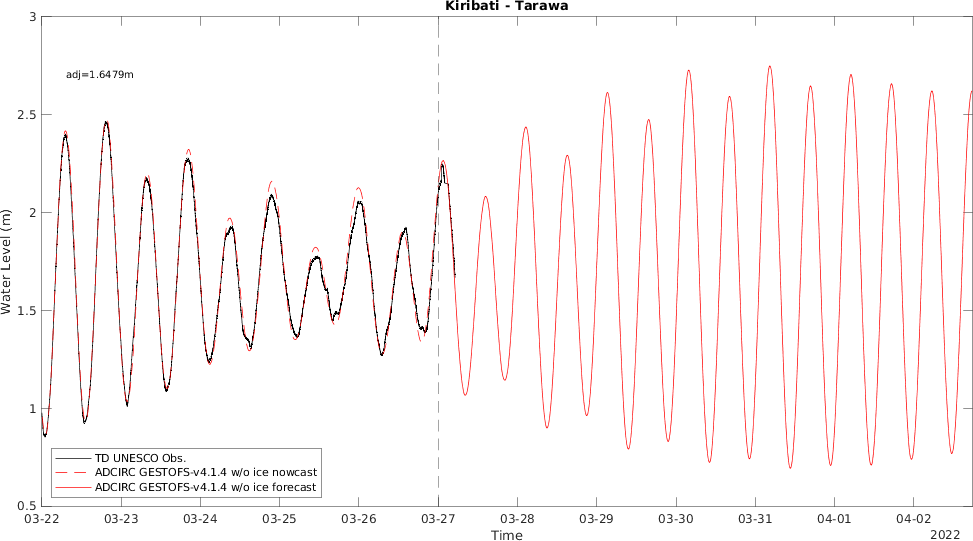 Kiribati - Tarawa
3
adj=1.6479m
2.5
2
Water Level (m)
1.5
1
TD UNESCO Obs.
ADCIRC GESTOFS-v4.1.4 w/o ice nowcast
ADCIRC GESTOFS-v4.1.4 w/o ice forecast
0.5
03-22 03-23 03-24 03-25 03-26 03-27 03-28 03-29 03-30 03-31 04-01 04-02
Time
2022